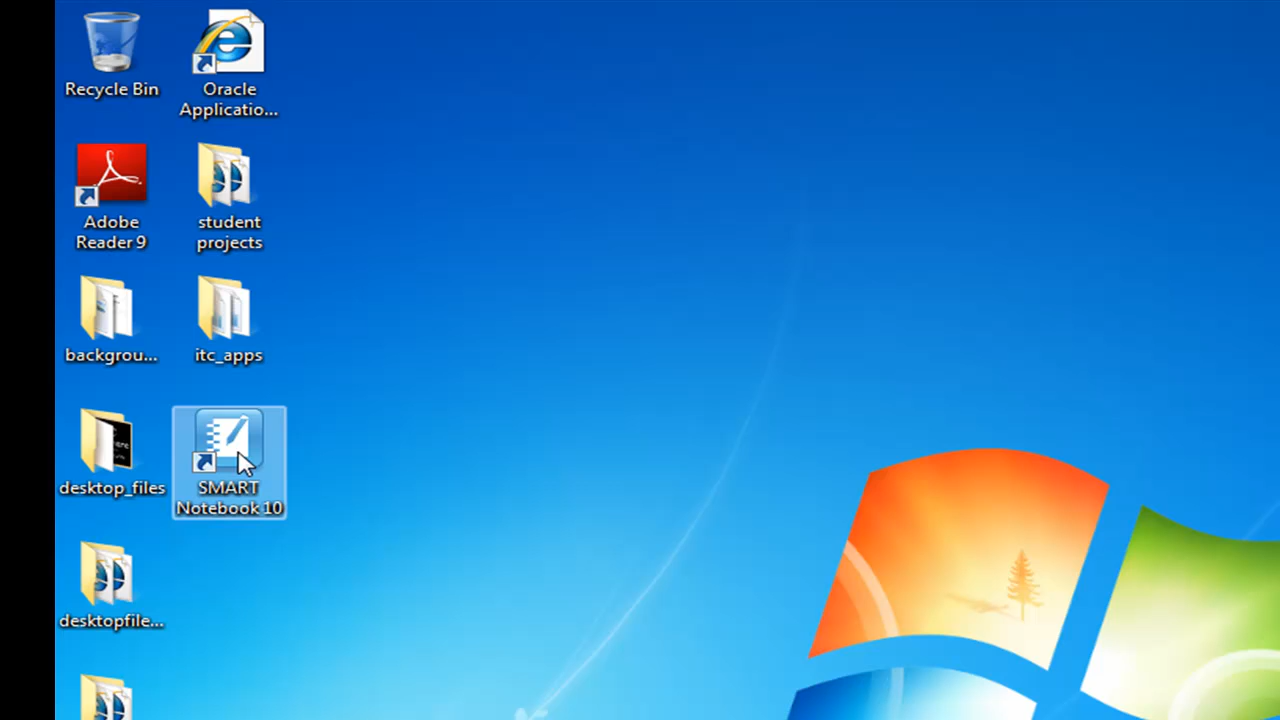 Recycle Bin
Oracle
Applicatio...
Adobe
Reader 9
student
projects
backgrou...
itc_apps
desktop_files
SMART
Notebook 10
desktopfile...